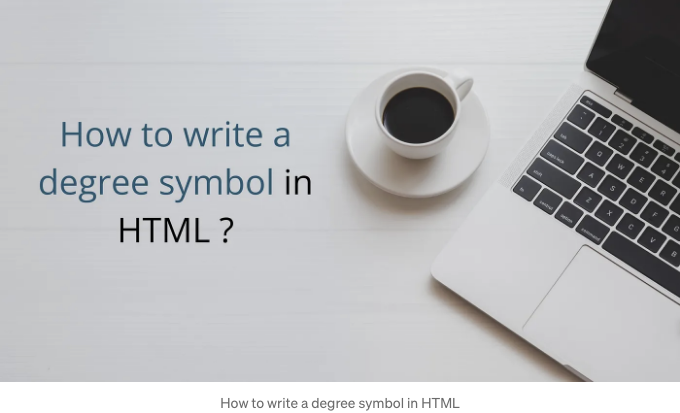 How to write a
degree symbol in
HTML ?
How to write a degree symbol in HTML